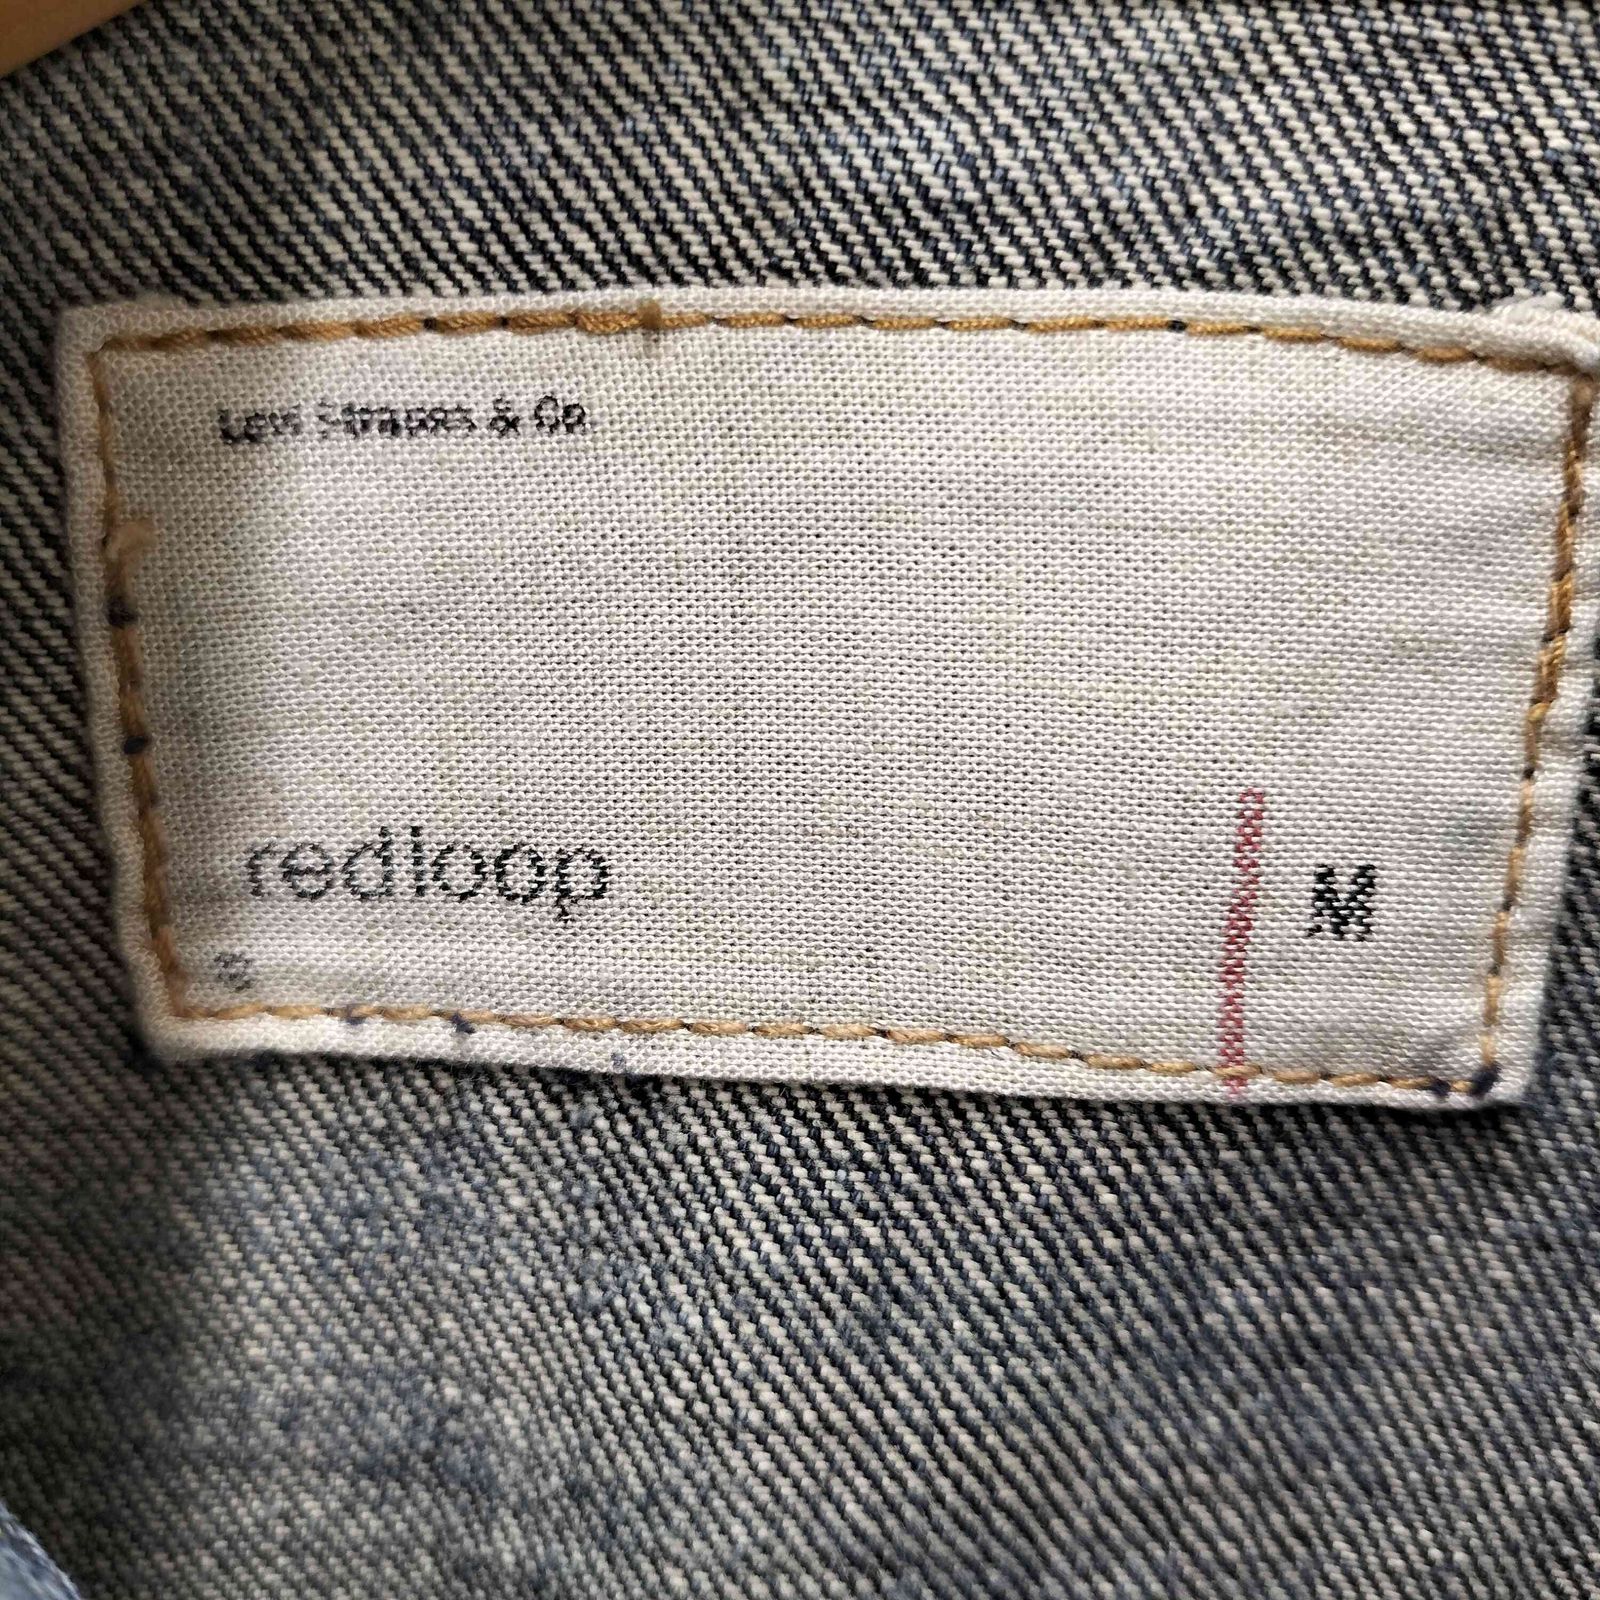 Levi Strauss & Co.
redloop
M